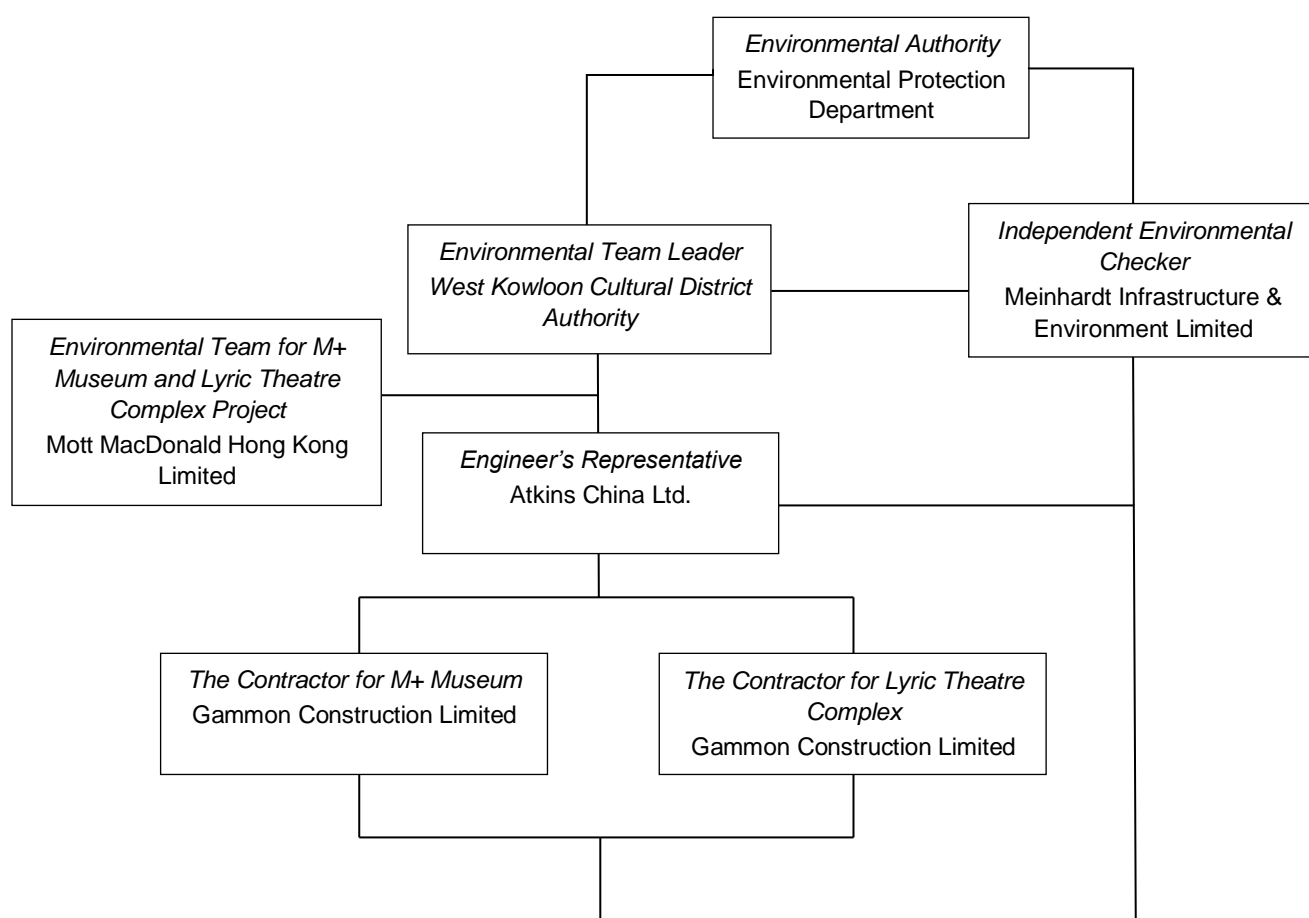 Environmental Authority
Environmental Protection
Department
Environmental Team Leader
West Kowloon Cultural District
Authority
Independent Environmental
Checker
Meinhardt Infrastructure &
Environment Limited
Environmental Team for M+
Museum and Lyric Theatre
Complex Project
Mott MacDonald Hong Kong
Limited
Engineer’s Representative
Atkins China Ltd.
The Contractor for M+ Museum
Gammon Construction Limited
The Contractor for Lyric Theatre
Complex
Gammon Construction Limited